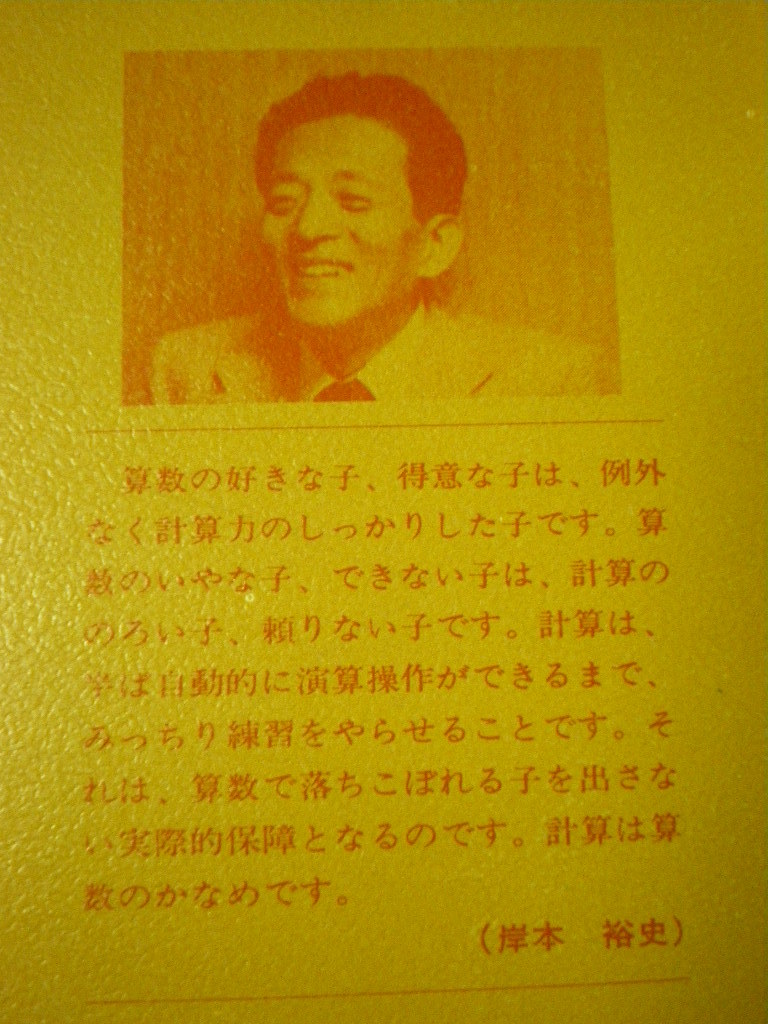 算数の好きな子、得意な子は、例外
なく計算力のしっかりした子です。算
数のいやな子、できない子は、計算の
のろい子、頼りない子です。計算は、
半ば自動的に演算操作ができるまで、
みっちり練習をやらせることです。そ
れは、算数で落ちこぼれる子を出さな
い実際的保障となるのです。計算は算
数のかなめです。
(岸本　裕史)